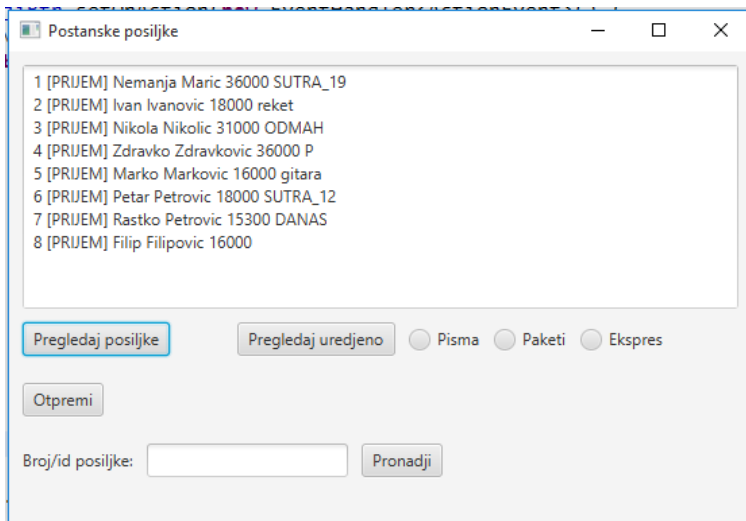 Postanske posiljke
1 [PRIJEM] Nemanja Maric 36000 SUTRA_19
2 [PRIJEM] Ivan Ivanovic 18000 reket
3 [PRIJEM] Nikola Nikolic 31000 ODMAH
4 [PRIJEM] Zdravko Zdravkovic 36000 P
5 [PRIJEM] Marko Markovic 16000 gitara
6 [PRIJEM] Petar Petrovic 18000 SUTRA_12
7 [PRIJEM] Rastko Petrovic 15300 DANAS
8 [PRIJEM] Filip Filipovic 16000
Pregledaj posiljke Pregledaj uredjeno Pisma Paketi Ekspres
Otpremi
Broj/id posiljke: Pronadji